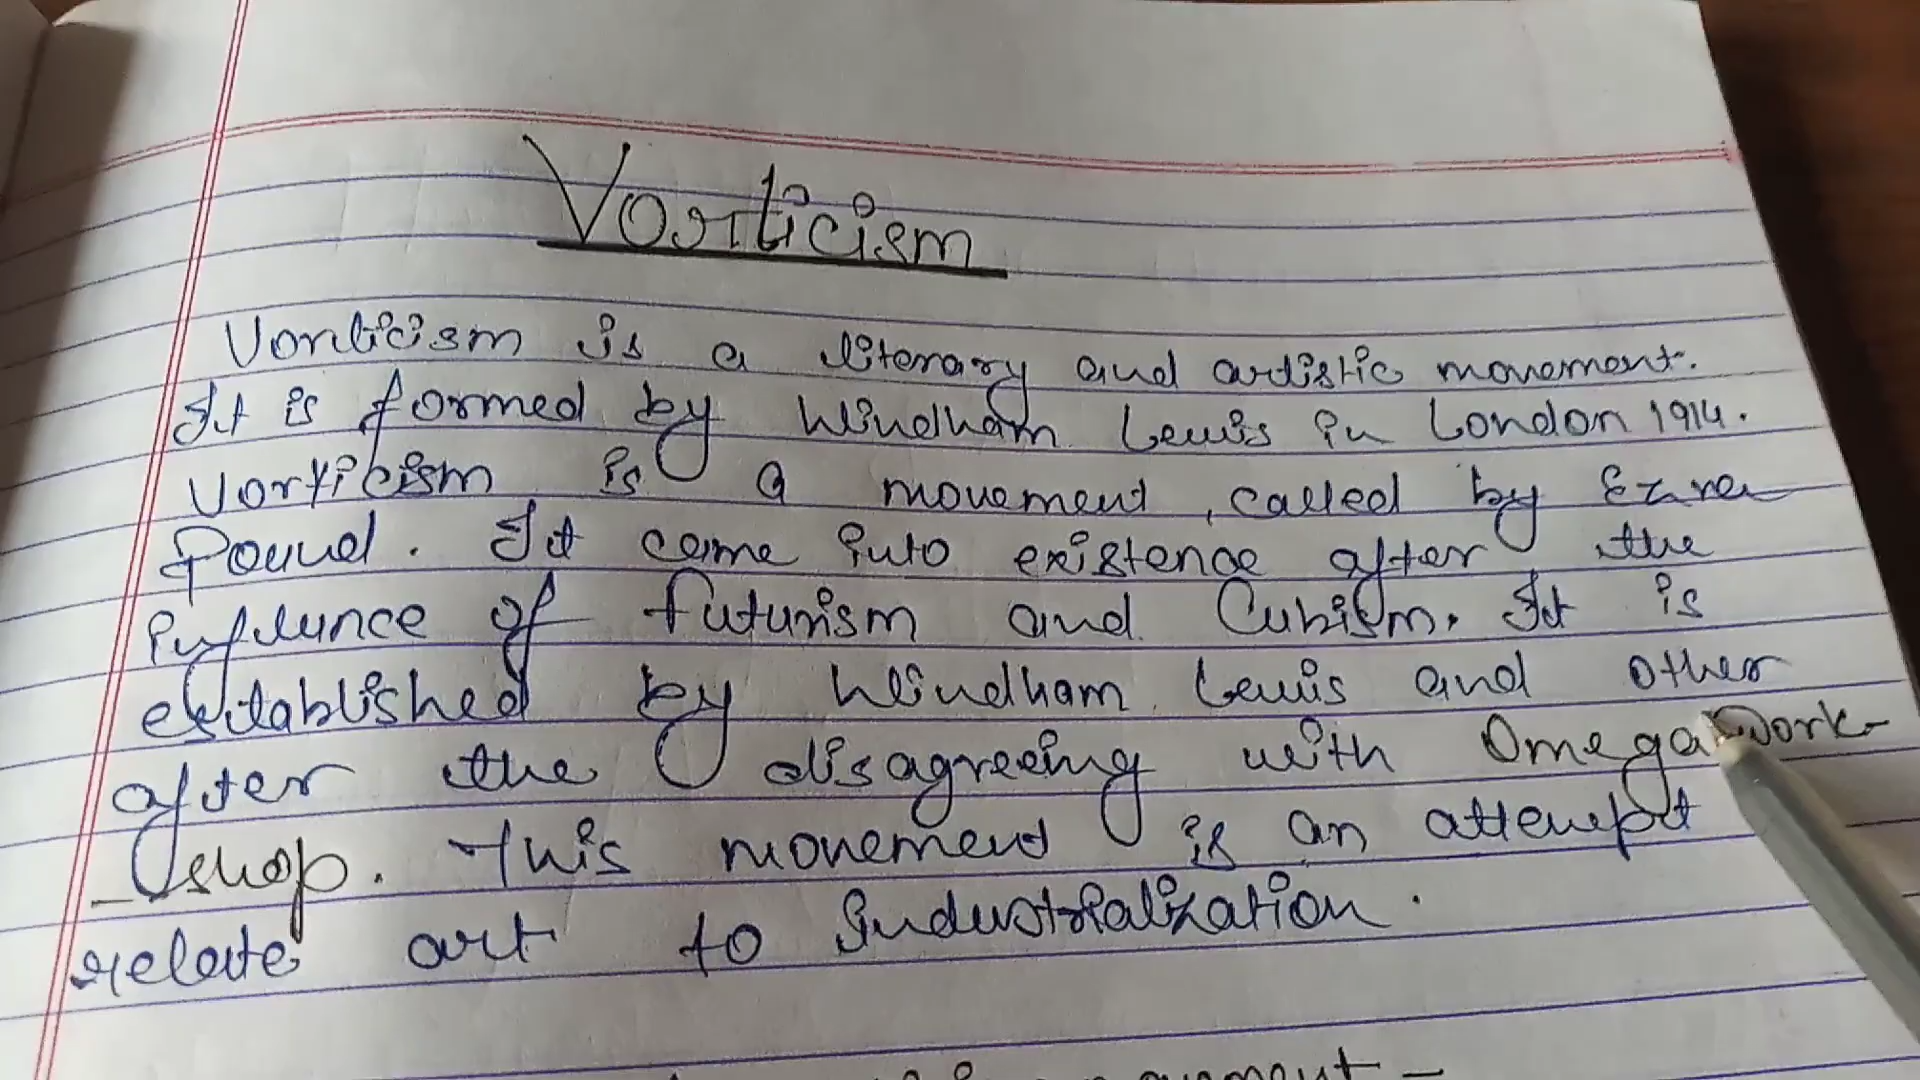 Vorticism
Vorticism is a literary and artistic movement.
It is formed by Windham Lewis in London 1914.
Vorticism is a movement, called by Ezra
Pound. It came into existence after the
influence of futurism and Cubism. It is
established by Windham Lewis and other
after the disagreeing with Omega work-
-shop. This movement is an attempt
relate art to Industrialization.